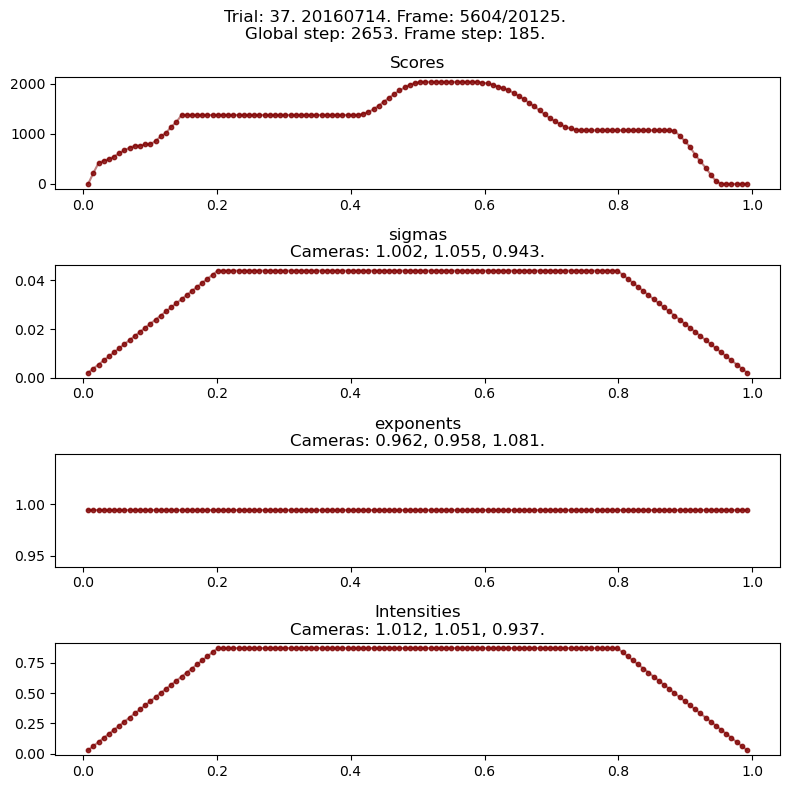 Trial: 37. 20160714. Frame: 5604/20125.
Global step: 2653. Frame step: 185.
Scores
2000
1000
0
0.0 0.2 0.4 0.6 0.8 1.0
sigmas
Cameras: 1.002, 1.055, 0.943.
0.04
0.02
0.00
0.0 0.2 0.4 0.6 0.8 1.0
exponents
Cameras: 0.962, 0.958, 1.081.
1.00
0.95
0.0 0.2 0.4 0.6 0.8 1.0
Intensities
Cameras: 1.012, 1.051, 0.937.
0.75
0.50
0.25
0.00
0.0 0.2 0.4 0.6 0.8 1.0